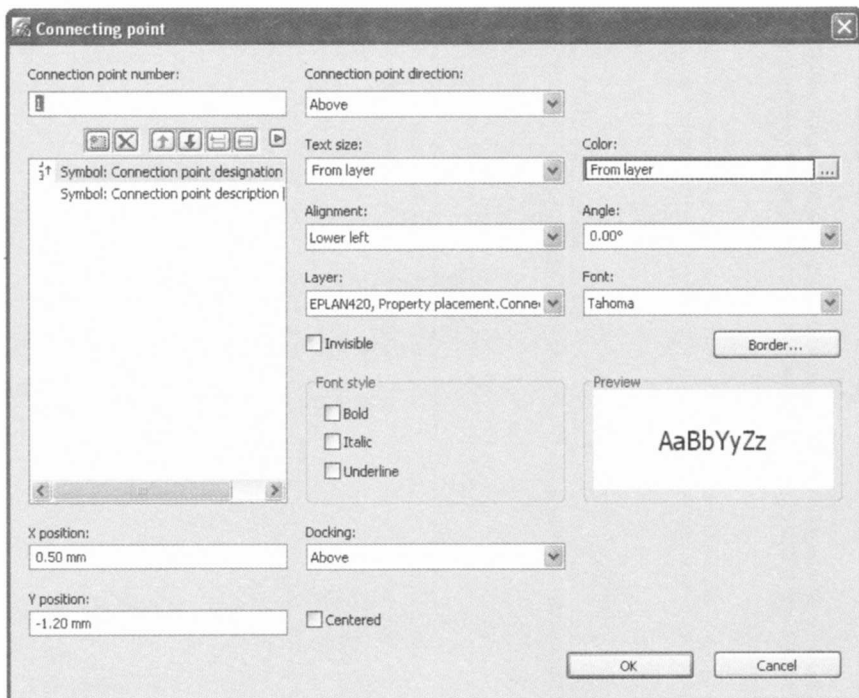 Connecting point
Connection point number:
1
Symbol: Connection point designation
Symbol: Connection point description
X position:
0.50 mm
Y position:
-1.20 mm
Connection point direction:
Above
Text size:
From layer
Color:
From layer
...
Alignment:
Lower left
Angle:
0.00°
Layer:
EPLAN420, Property placement.Conne
Font:
Tahoma
Invisible
Border...
Font style
Bold
Italic
Underline
Preview
AaBbYyZz
Docking:
Above
Centered
OK
Cancel